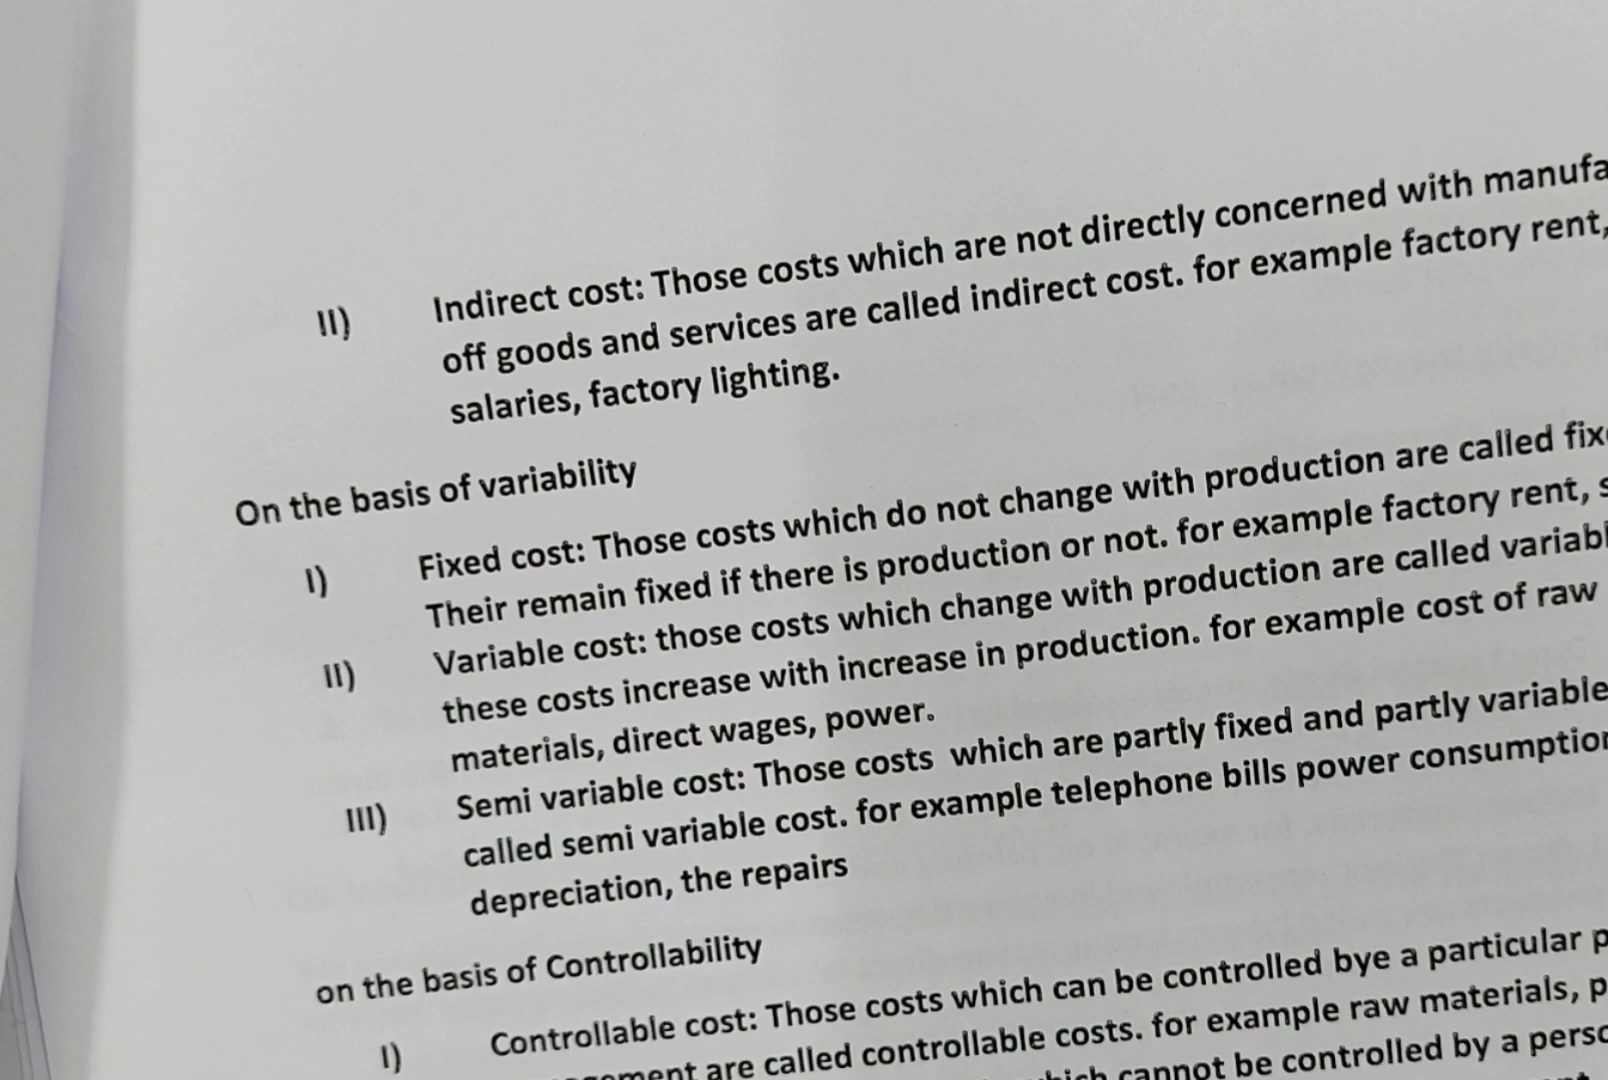 II) Indirect cost: Those costs which are not directly concerned with manufa
off goods and services are called indirect cost. for example factory rent,
salaries, factory lighting.
On the basis of variability
I) Fixed cost: Those costs which do not change with production are called fix
Their remain fixed if there is production or not. for example factory rent, s
II) Variable cost: those costs which change with production are called variabl
these costs increase with increase in production. for example cost of raw
materials, direct wages, power.
III) Semi variable cost: Those costs which are partly fixed and partly variable
called semi variable cost. for example telephone bills power consumption
depreciation, the repairs
on the basis of Controllability
I) Controllable cost: Those costs which can be controlled bye a particular p
are called controllable costs. for example raw materials, p
cannot be controlled by a perso